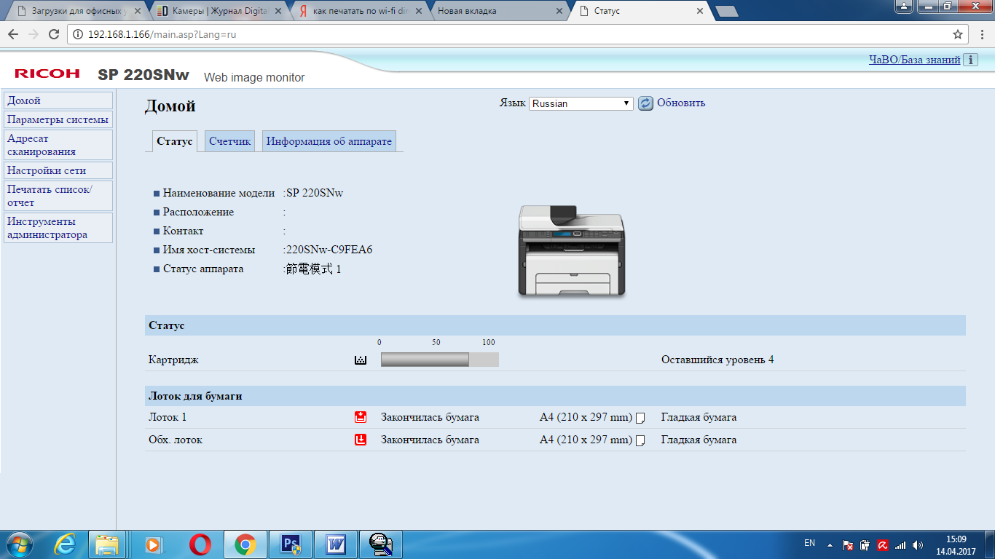 Загрузки для офисных
Камеры | Журнал Digita
как печатать по wi-fi di
Новая вкладка
Статус
192.168.1.166/main.asp?Lang=ru
RICOH SP 220SNw Web image monitor
ЧаВО/База знаний
Домой
Параметры системы
Адресат
сканирования
Настройки сети
Печатать список/
отчет
Инструменты
администратора
Домой
Язык Russian Обновить
Статус Счетчик Информация об аппарате
Наименование модели :SP 220SNw
Расположение :
Контакт :
Имя хост-системы :220SNw-C9FEA6
Статус аппарата :節電模式 1
Статус
0 50 100
Картридж Оставшийся уровень 4
Лоток для бумаги
Лоток 1 Закончилась бумага A4 (210 x 297 mm) Гладкая бумага
Обх. лоток Закончилась бумага A4 (210 x 297 mm) Гладкая бумага
EN
15:09
14.04.2017